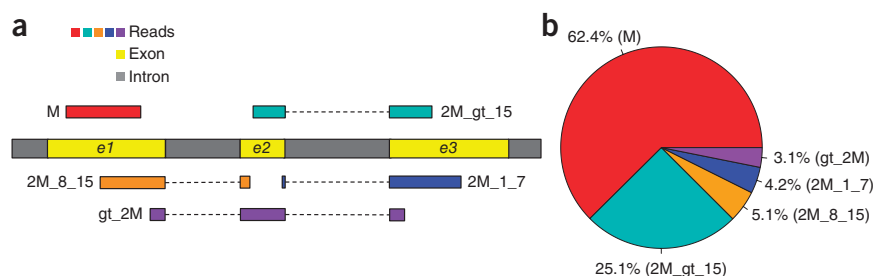 a
Reads
Exon
Intron
M
2M_gt_15
e1
e2
e3
2M_8_15
2M_1_7
gt_2M
b
62.4% (M)
3.1% (gt_2M)
4.2% (2M_1_7)
5.1% (2M_8_15)
25.1% (2M_gt_15)